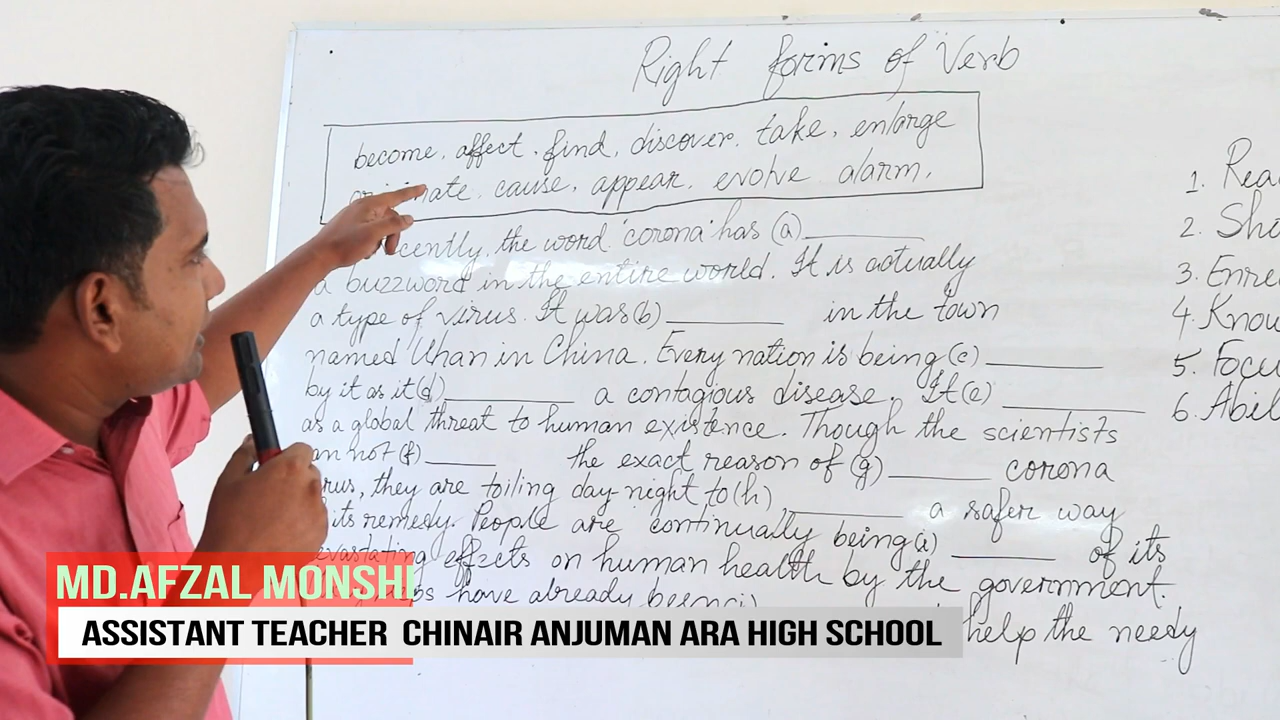 Right forms of Verb
become, affect, find, discover, take, enlarge
cause, appear, evolve alarm,
the word 'corona' has (a)
a buzzword in the entire world. It is actually
a type of virus. It was (b) in the town
named Uhan in China. Every nation is being (c)
by it as it (d) a contagious disease. It (e)
as a global threat to human existence. Though the scientists
not (f) the exact reason of (g) corona
they are toiling day-night to (h) a safer way
its remedy. People are continually being (i) of its
effects on human health by the government.
have already been
help the needy
1. 
2. 
3. 
4. Know
5. 
6. 
MD.AFZAL MONSHI
ASSISTANT TEACHER CHINAIR ANJUMAN ARA HIGH SCHOOL